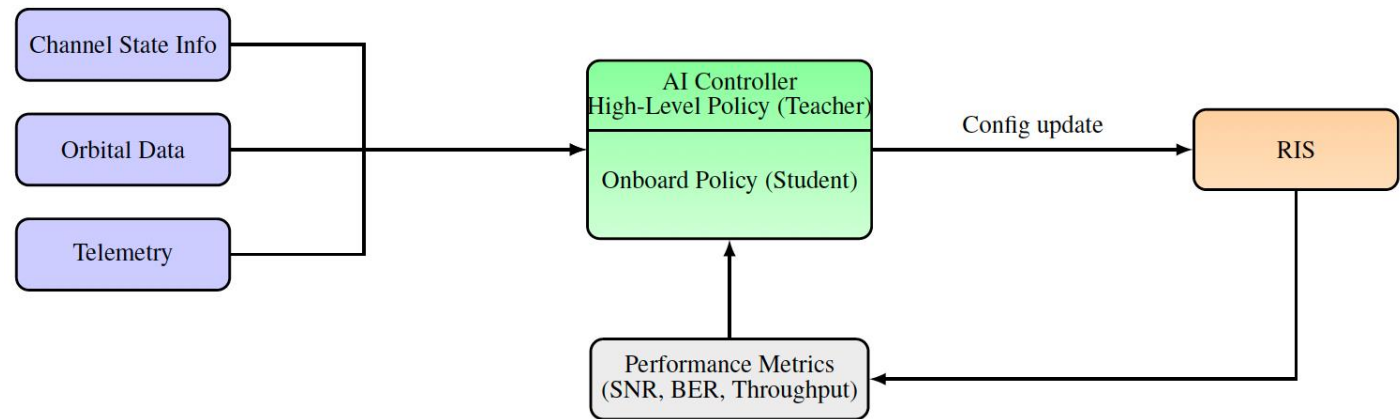 Channel State Info
Orbital Data
Telemetry
AI Controller
High-Level Policy (Teacher)
Onboard Policy (Student)
Config update
RIS
Performance Metrics
(SNR, BER, Throughput)